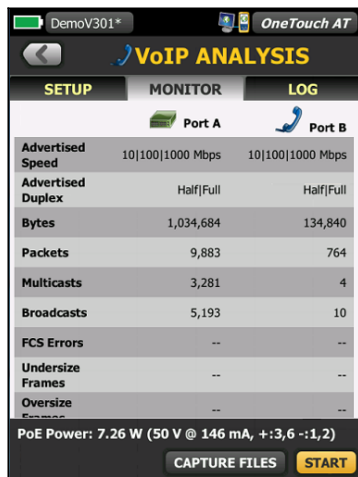 DemoV301* OneTouch AT
VoIP ANALYSIS
SETUP MONITOR LOG
Port A Port B
Advertised Speed 10|100|1000 Mbps 10|100|1000 Mbps
Advertised Duplex Half|Full Half|Full
Bytes 1,034,684 134,840
Packets 9,883 764
Multicasts 3,281 4
Broadcasts 5,193 10
FCS Errors -- --
Undersize Frames -- --
Oversize Frames -- --
PoE Power: 7.26 W (50 V @ 146 mA, +:3,6 -:1,2)
CAPTURE FILES START